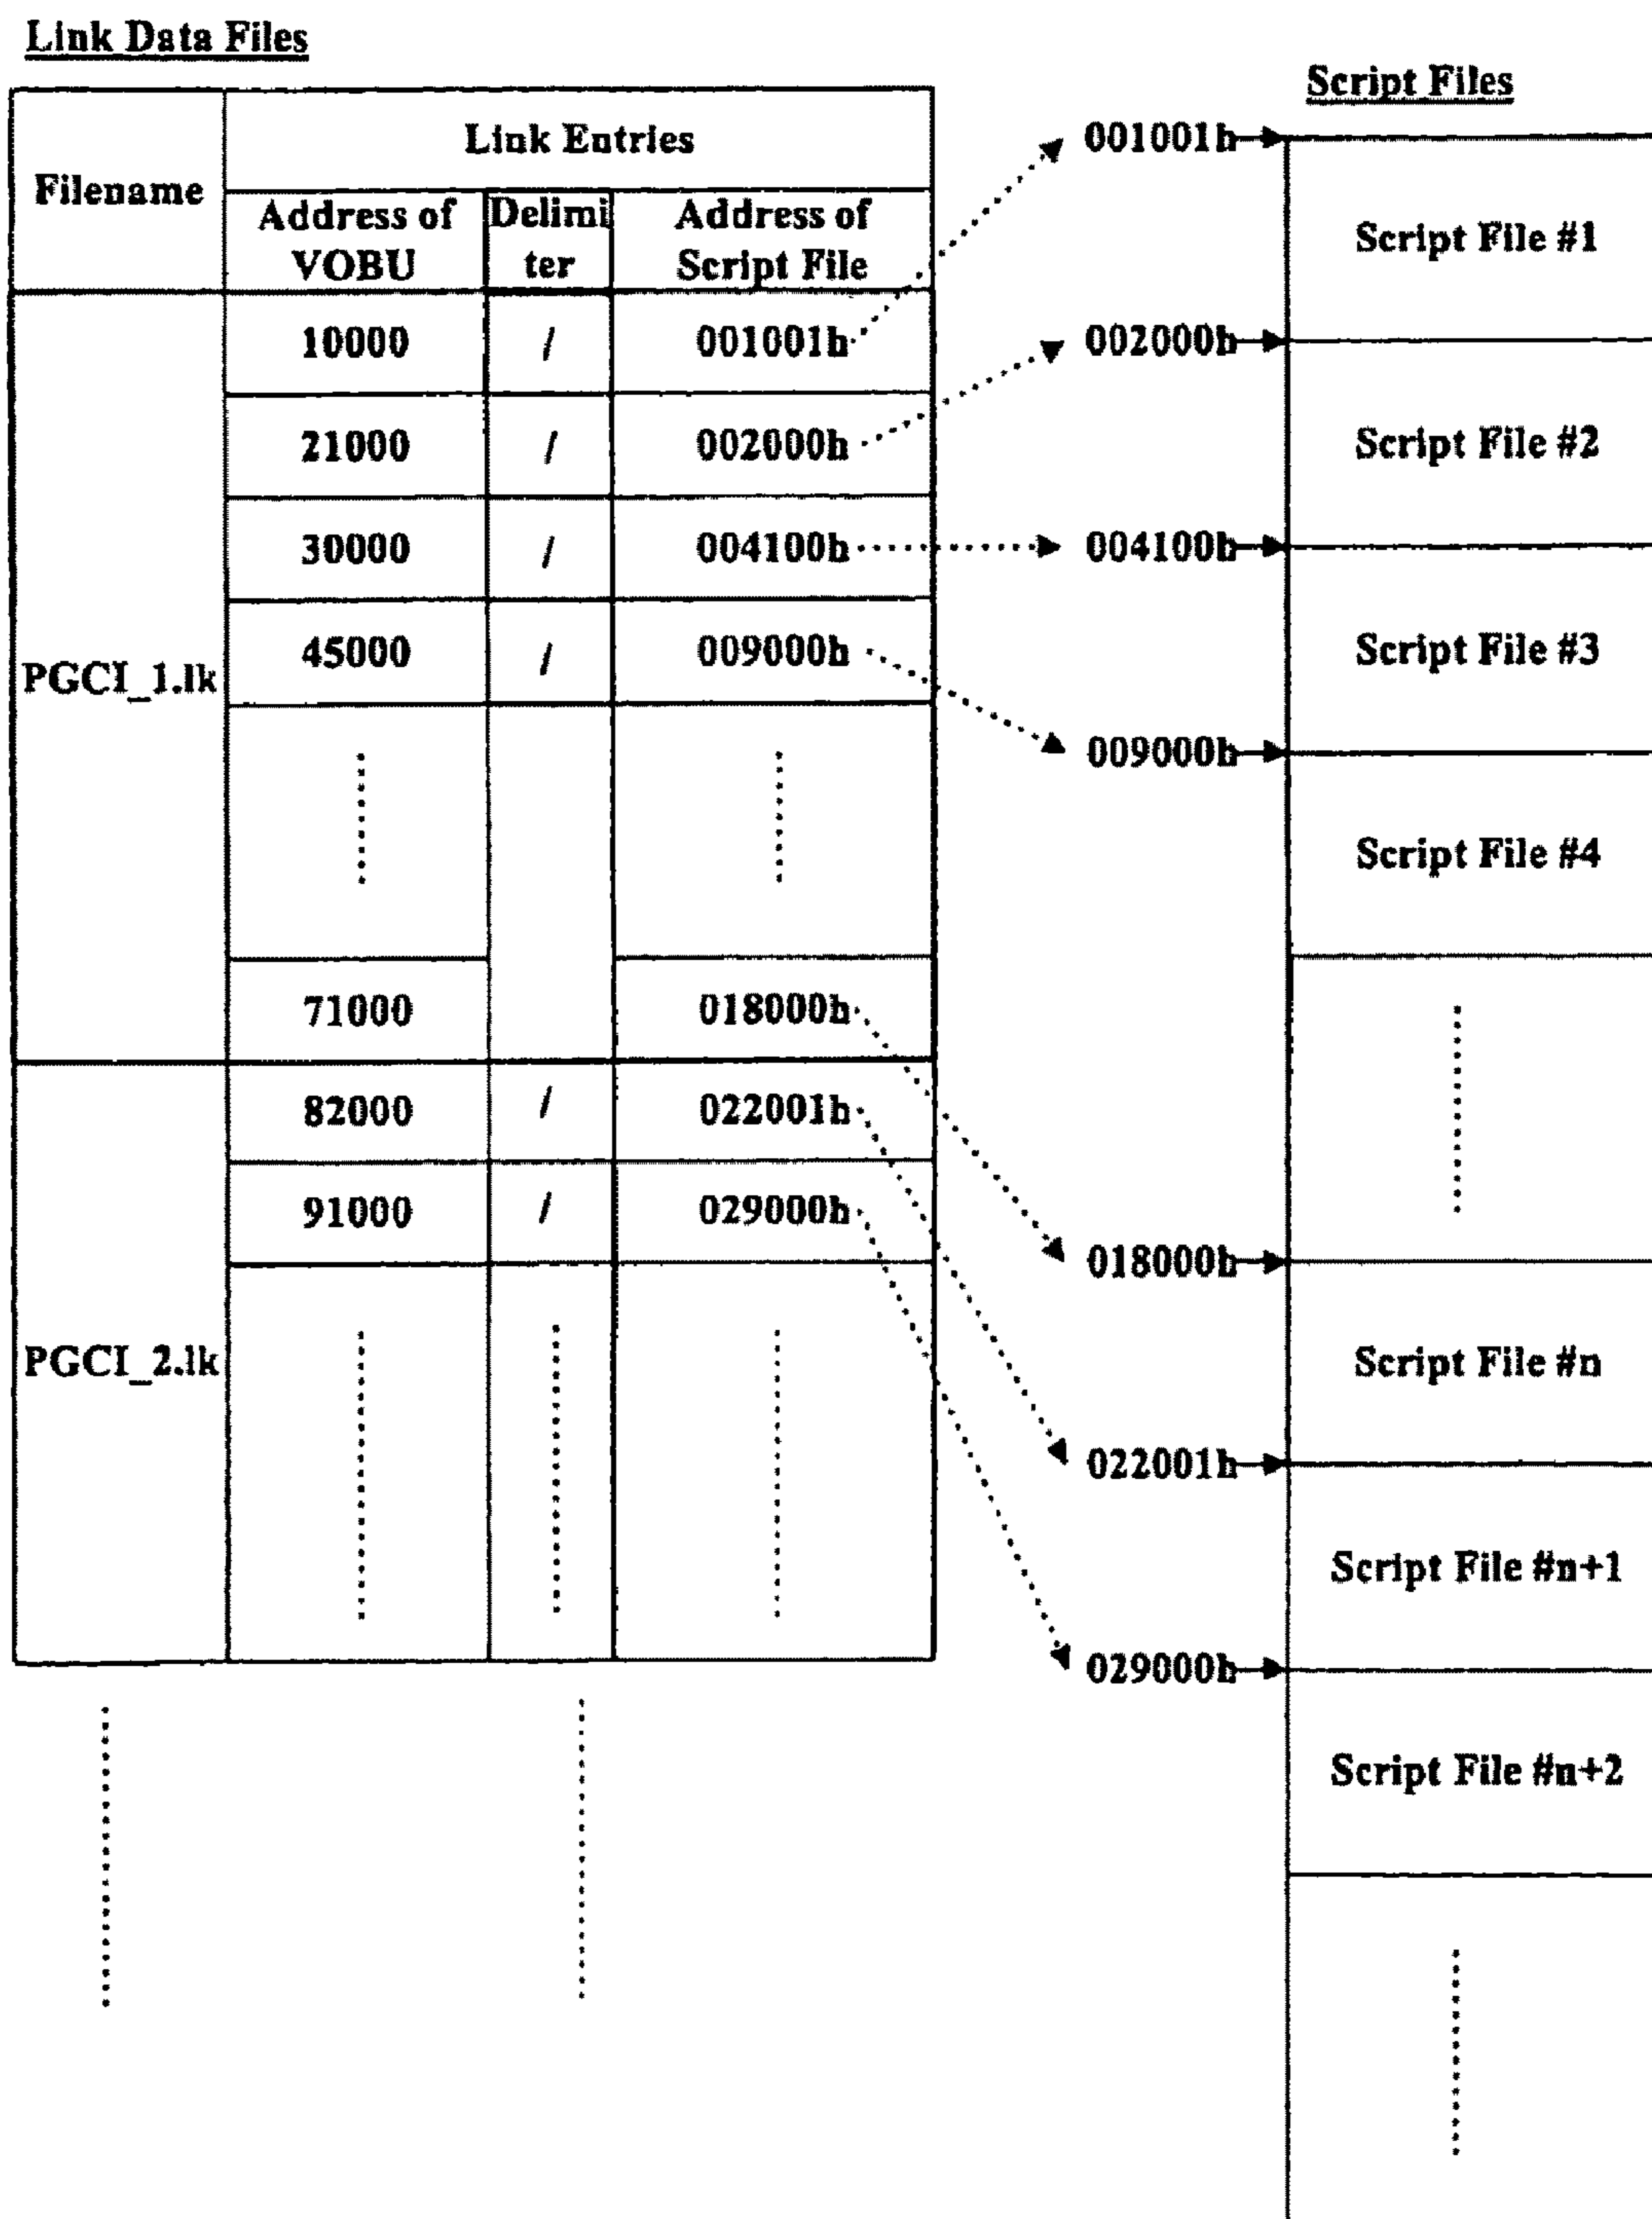 Link Data Files
Filename
Link Entries
Address of
VOBU
Delimi
ter
Address of
Script File
PGCI_1.lk
10000 / 001001h
21000 / 002000h
30000 / 004100h
45000 / 009000h
71000 018000h
PGCI_2.lk
82000 / 022001h
91000 / 029000h
Script Files
001001h
Script File #1
002000h
Script File #2
004100h
Script File #3
009000h
Script File #4
018000h
Script File #n
022001h
Script File #n+1
029000h
Script File #n+2